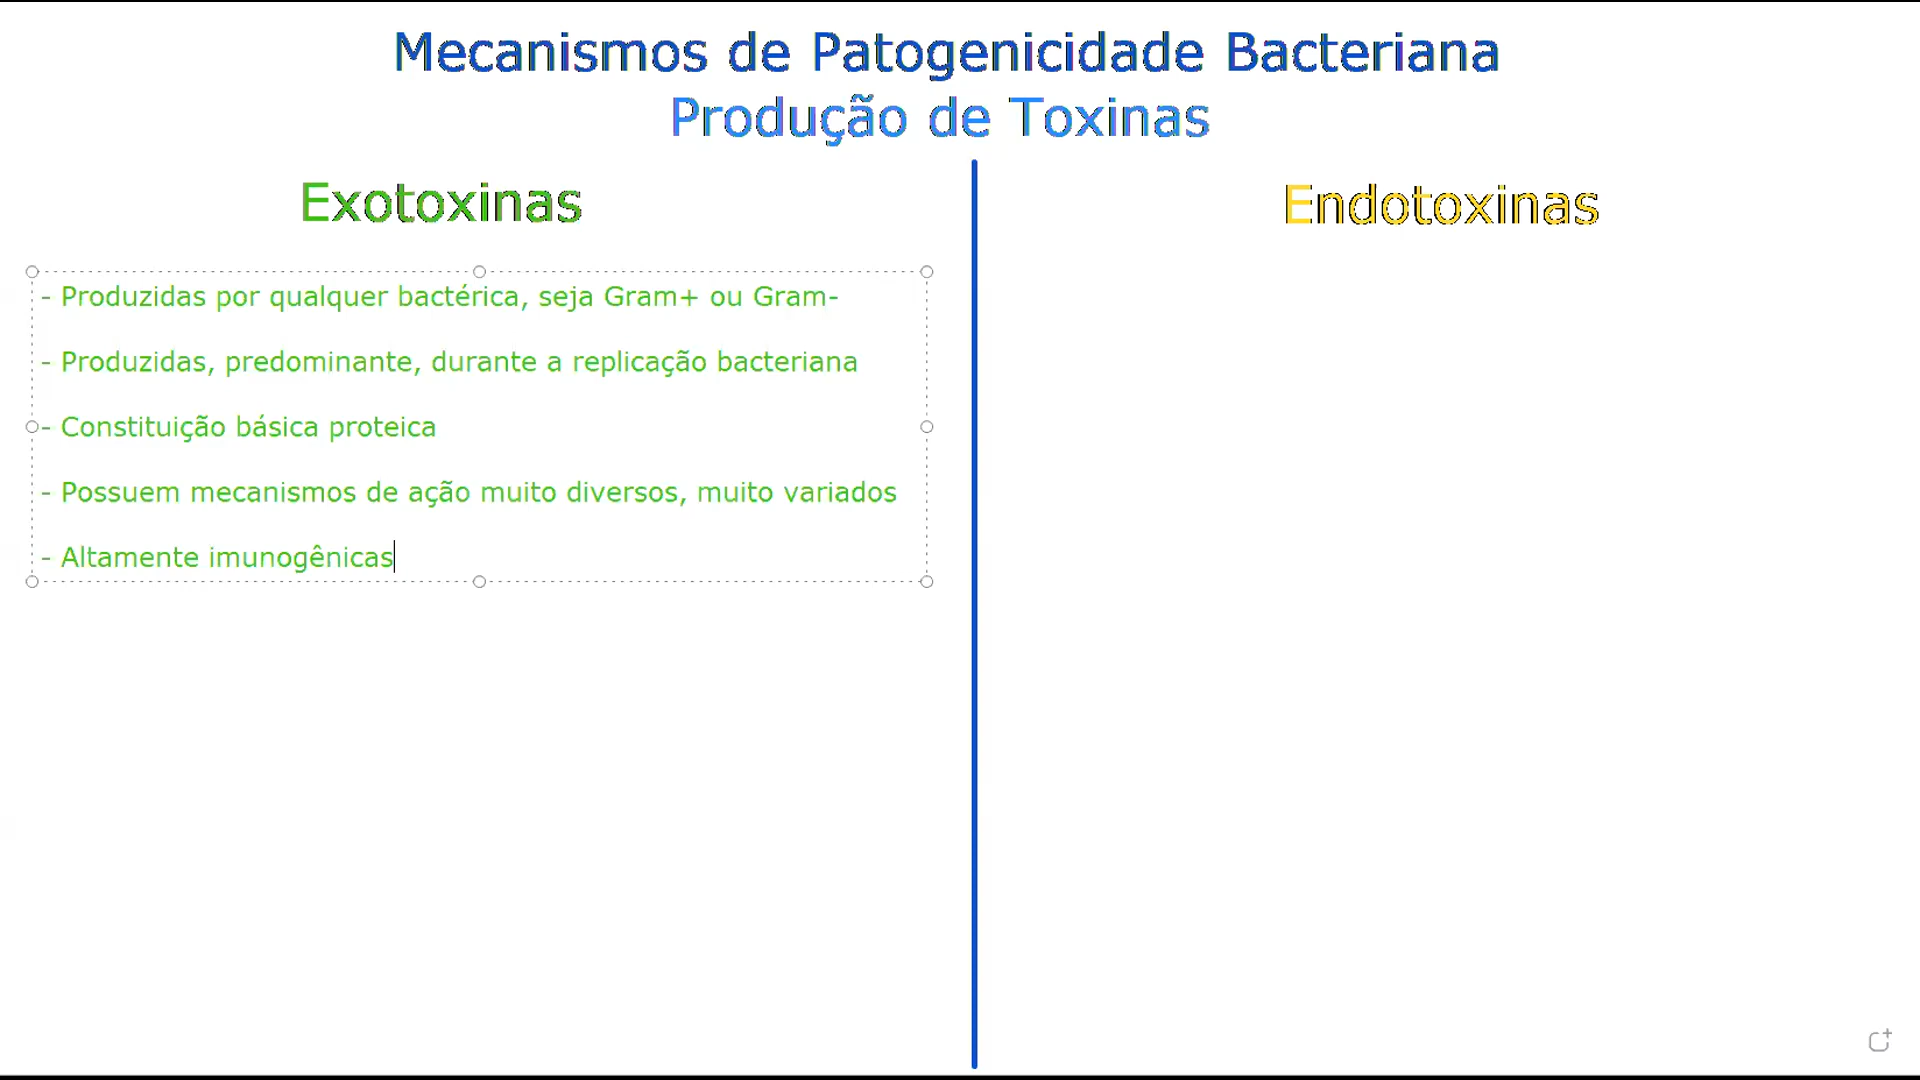 Mecanismos de Patogenicidade Bacteriana
Produção de Toxinas
Exotoxinas
- Produzidas por qualquer bactérica, seja Gram+ ou Gram-
- Produzidas, predominante, durante a replicação bacteriana
- Constituição básica proteica
- Possuem mecanismos de ação muito diversos, muito variados
- Altamente imunogênicas
Endotoxinas